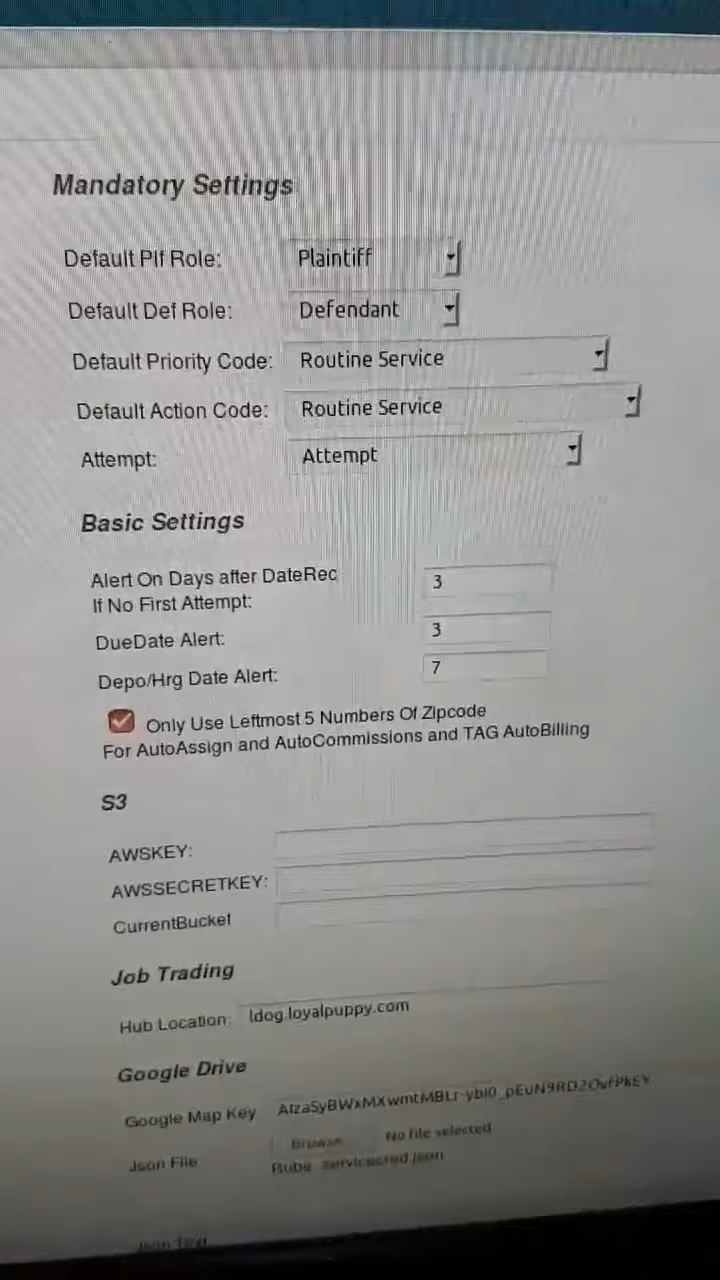 Mandatory Settings
Default Plf Role: Plaintiff
Default Def Role: Defendant
Default Priority Code: Routine Service
Default Action Code: Routine Service
Attempt: Attempt
Basic Settings
Alert On Days after DateRec
If No First Attempt: 3
DueDate Alert: 3
Depo/Hrg Date Alert: 7
Only Use Leftmost 5 Numbers Of Zipcode
For AutoAssign and AutoCommissions and TAG AutoBilling
S3
AWSKEY:
AWSSECRETKEY:
CurrentBucket
Job Trading
Hub Location: ldog.loyalpuppy.com
Google Drive
Google Map Key
Json File Browse No file selected
Json Text